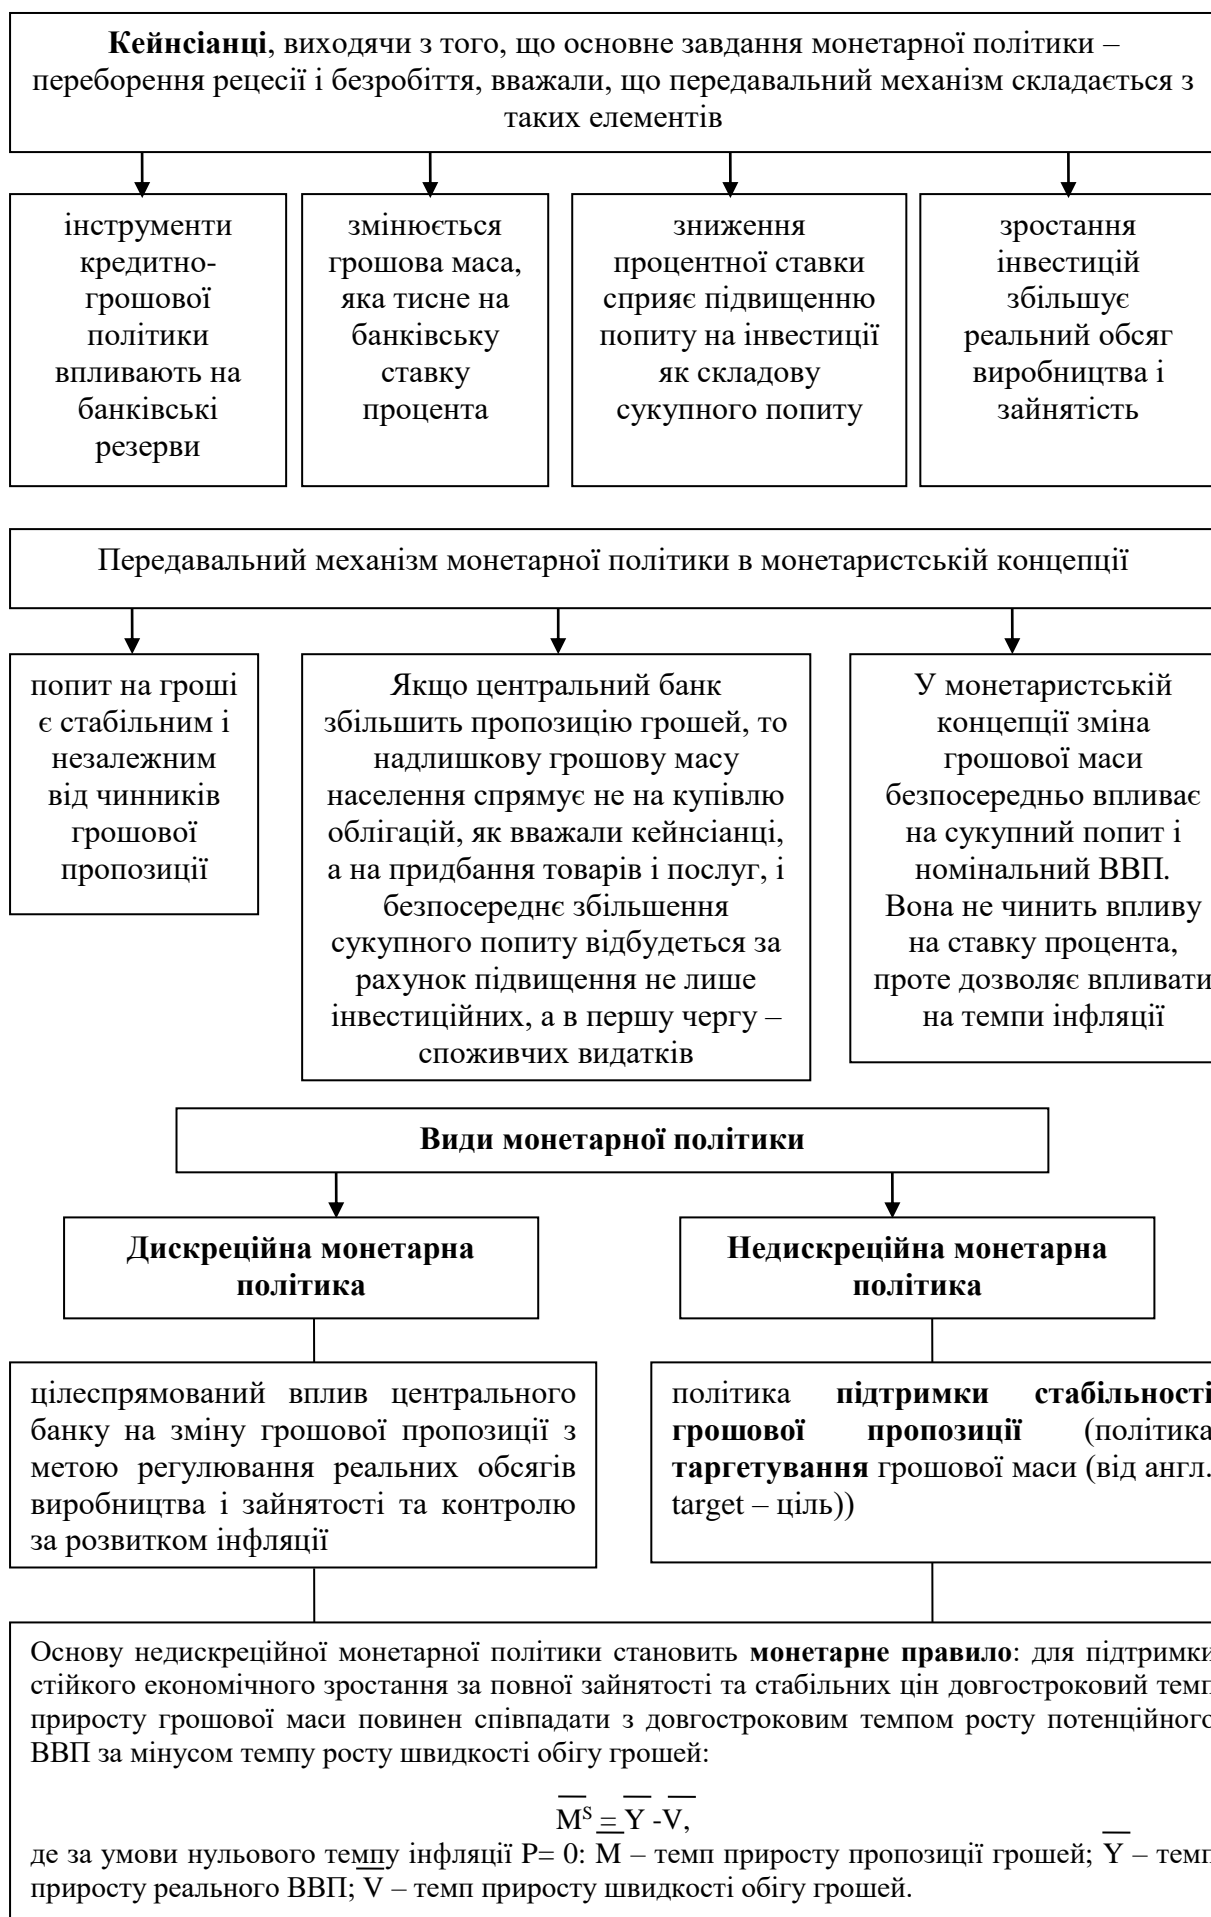 Кейнсіанці, виходячи з того, що основне завдання монетарної політики –
переборення рецесії і безробіття, вважали, що передавальний механізм складається з
таких елементів
інструменти
кредитно-
грошової
політики
впливають на
банківські
резерви
змінюється
грошова маса,
яка тисне на
банківську
ставку
процента
зниження
процентної ставки
сприяє підвищенню
попиту на інвестиції
як складову
сукупного попиту
зростання
інвестицій
збільшує
реальний обсяг
виробництва і
зайнятість
Передавальний механізм монетарної політики в монетаристській концепції
попит на гроші
є стабільним і
незалежним
від чинників
грошової
пропозиції
Якщо центральний банк
збільшить пропозицію грошей, то
надлишкову грошову масу
населення спрямує не на купівлю
облігацій, як вважали кейнсіанці,
а на придбання товарів і послуг, і
безпосереднє збільшення
сукупного попиту відбудеться за
рахунок підвищення не лише
інвестиційних, а в першу чергу –
споживчих видатків
У монетаристській
концепції зміна
грошової маси
безпосередньо впливає
на сукупний попит і
номінальний ВВП.
Вона не чинить впливу
на ставку процента,
проте дозволяє впливати
на темпи інфляції
Види монетарної політики
Дискреційна монетарна
політика
Недискреційна монетарна
політика
цілеспрямований вплив центрального
банку на зміну грошової пропозиції з
метою регулювання реальних обсягів
виробництва і зайнятості та контролю
за розвитком інфляції
політика підтримки стабільності
грошової пропозиції (політика
таргетування грошової маси (від англ.
target – ціль))
Основу недискреційної монетарної політики становить монетарне правило: для підтримки
стійкого економічного зростання за повної зайнятості та стабільних цін довгостроковий темп
приросту грошової маси повинен співпадати з довгостроковим темпом росту потенційного
ВВП за мінусом темпу росту швидкості обігу грошей:
M̅ˢ = Y̅ -V̅,
де за умови нульового темпу інфляції P= 0: M̅ – темп приросту пропозиції грошей; Y̅ – темп
приросту реального ВВП; V̅ – темп приросту швидкості обігу грошей.